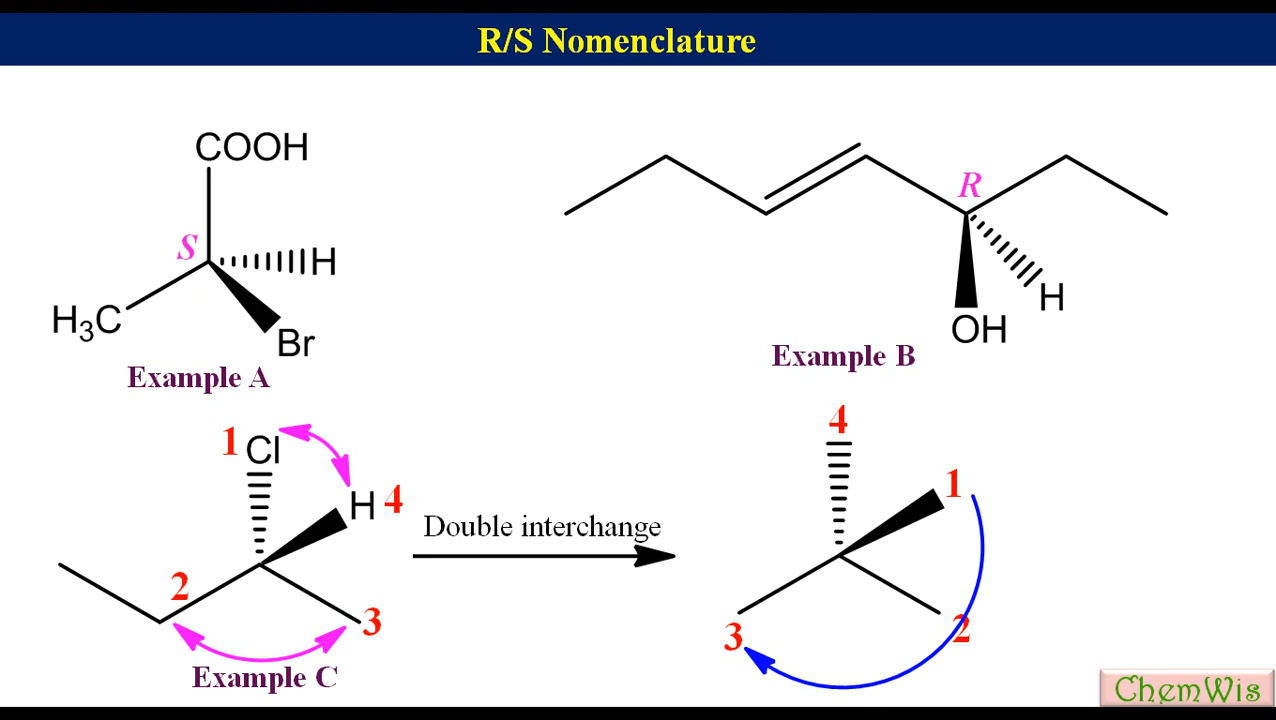 R/S Nomenclature
COOH
S
H
H3C
Br
Example A
R
H
OH
Example B
1 Cl
H 4
2
3
Example C
Double interchange
4
1
2
3
ChemWis